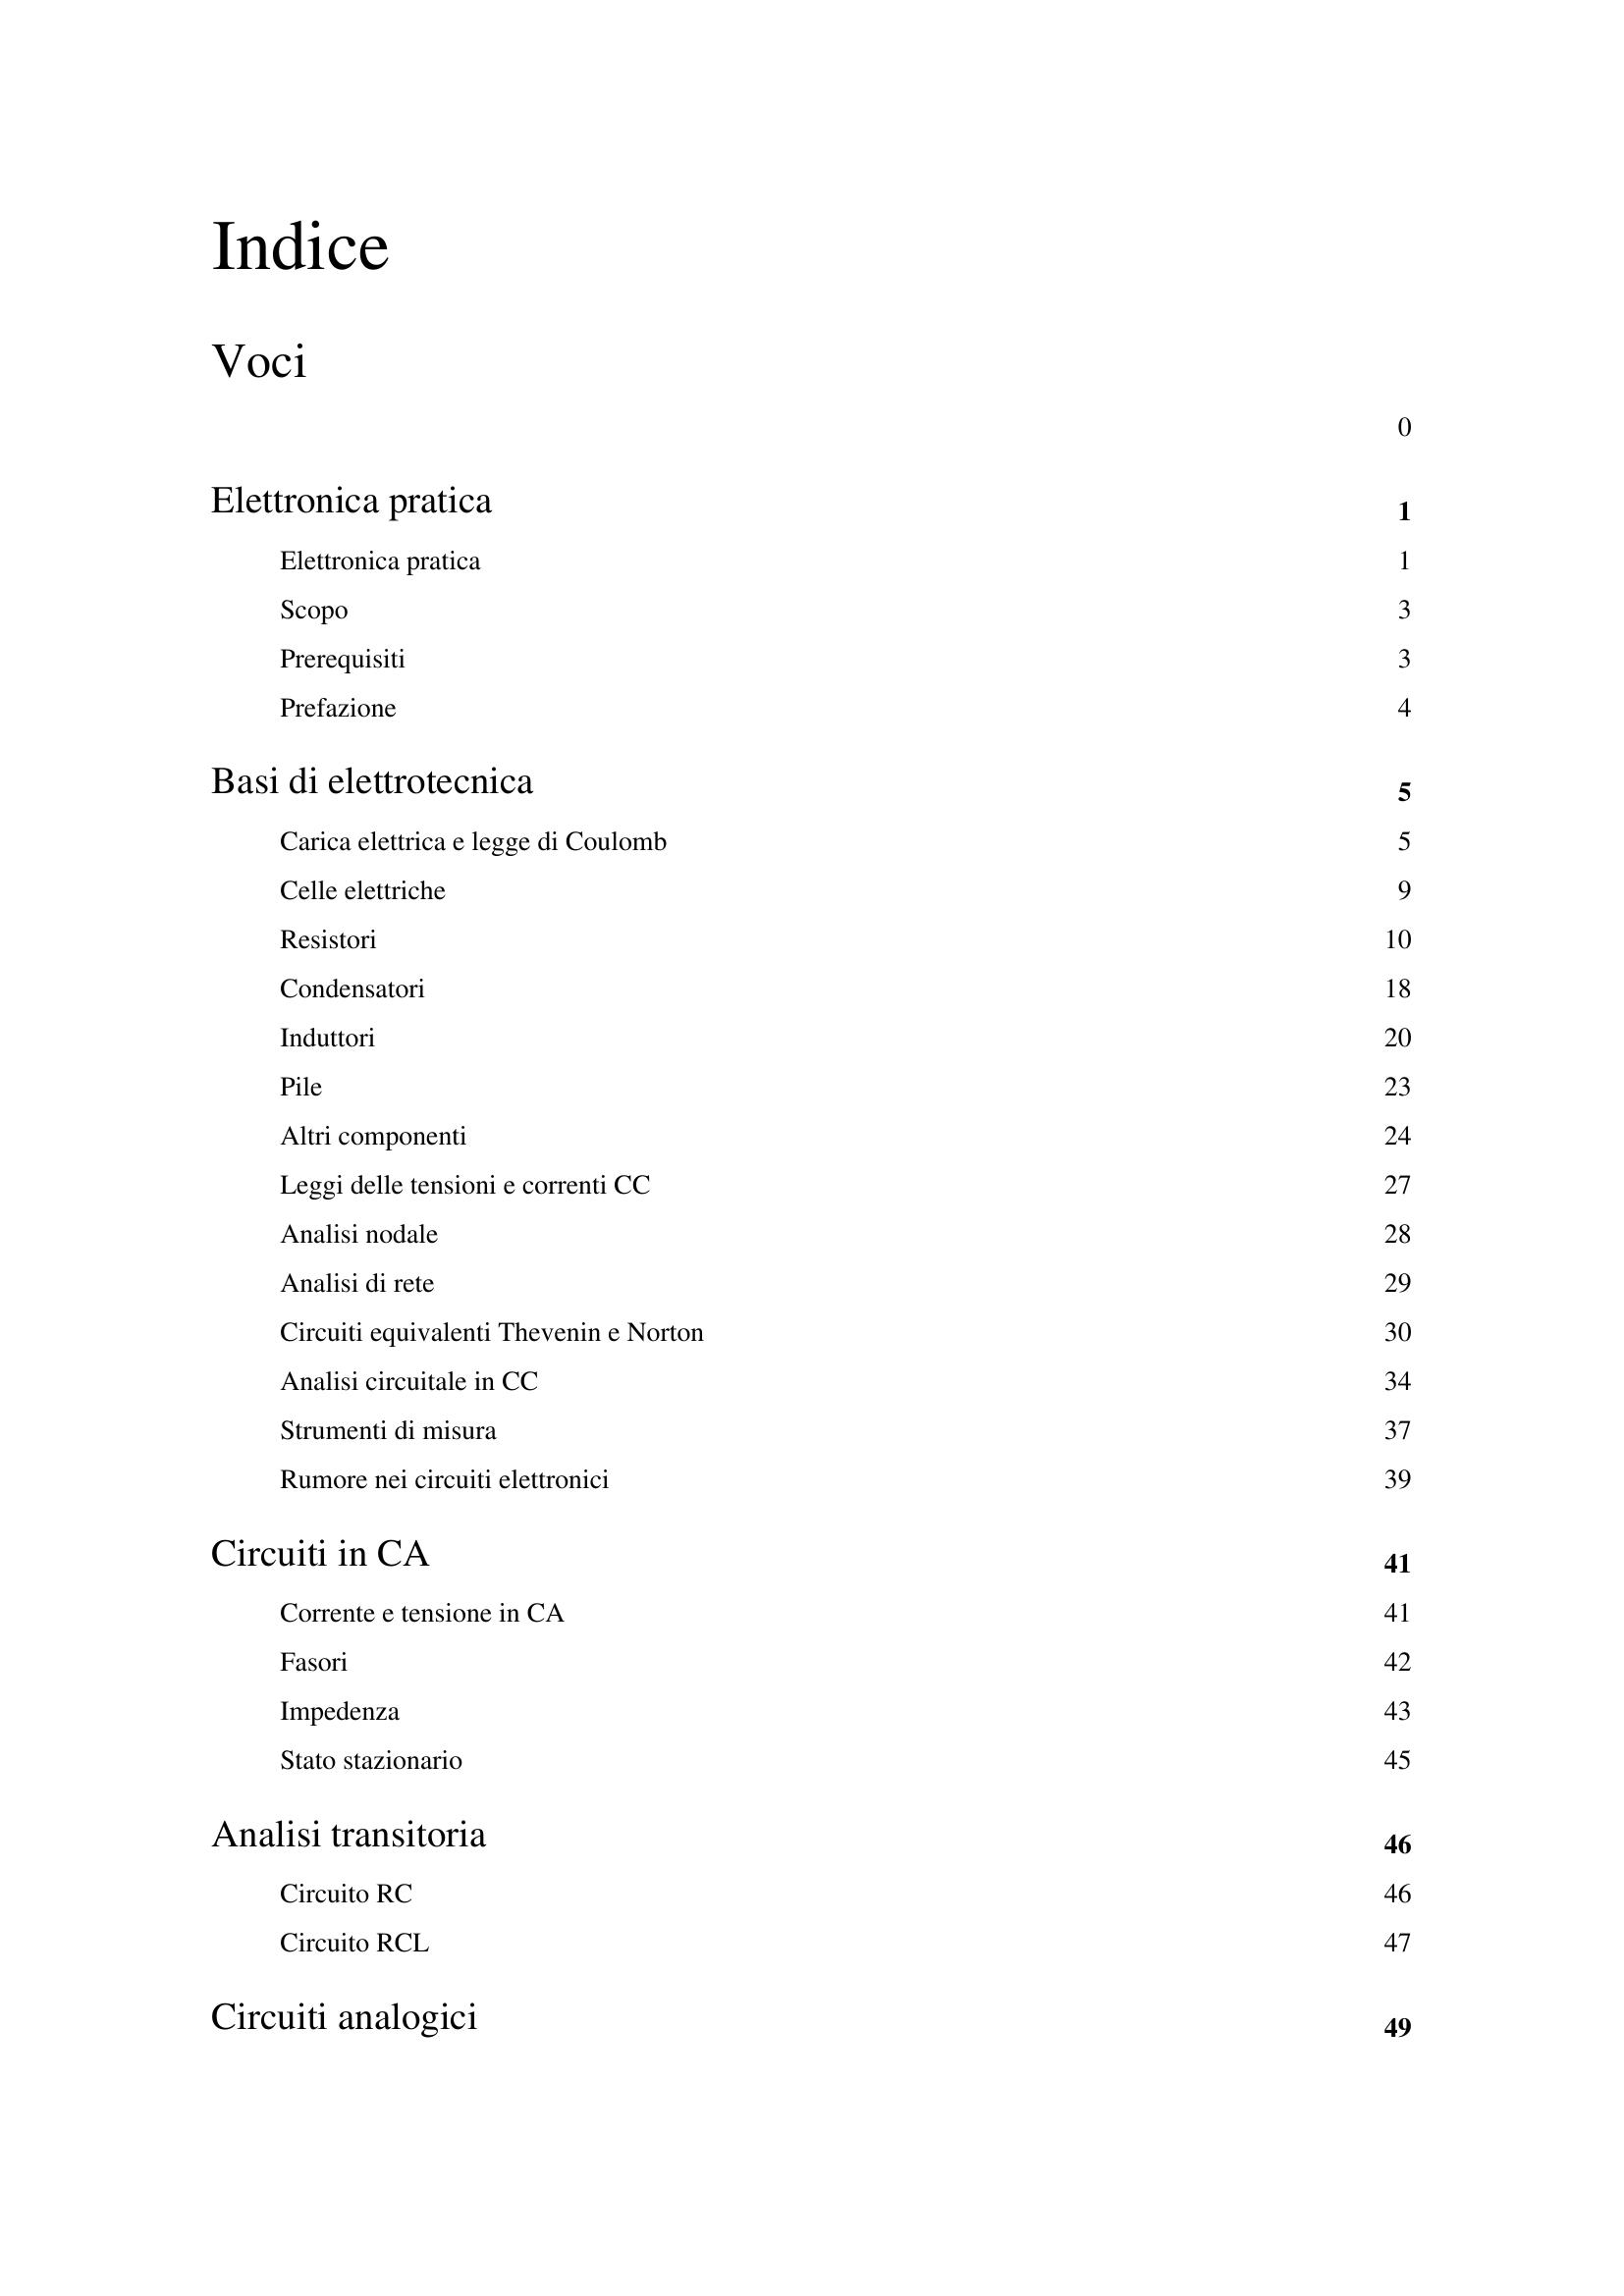 Indice
Voci
0
Elettronica pratica 1
Elettronica pratica 1
Scopo 3
Prerequisiti 3
Prefazione 4
Basi di elettrotecnica 5
Carica elettrica e legge di Coulomb 5
Celle elettriche 9
Resistori 10
Condensatori 18
Induttori 20
Pile 23
Altri componenti 24
Leggi delle tensioni e correnti CC 27
Analisi nodale 28
Analisi di rete 29
Circuiti equivalenti Thevenin e Norton 30
Analisi circuitale in CC 34
Strumenti di misura 37
Rumore nei circuiti elettronici 39
Circuiti in CA 41
Corrente e tensione in CA 41
Fasori 42
Impedenza 43
Stato stazionario 45
Analisi transitoria 46
Circuito RC 46
Circuito RCL 47
Circuiti analogici 49